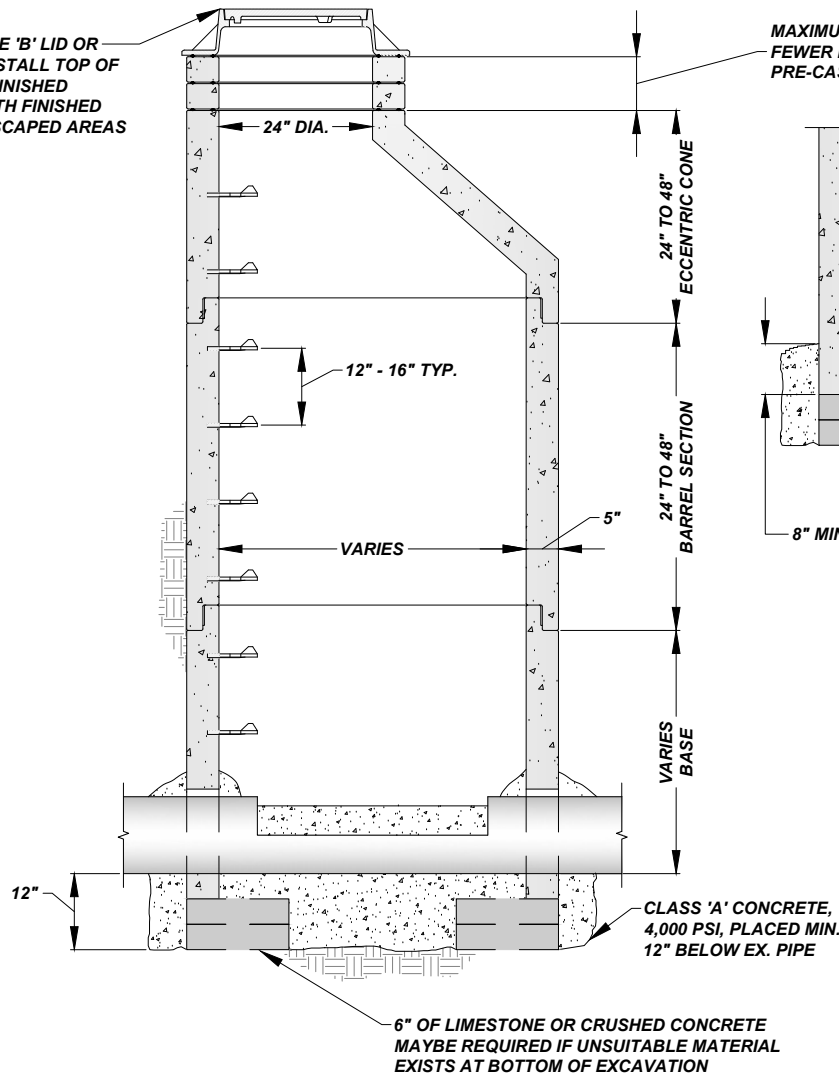 E 'B' LID OR
STALL TOP OF
INISHED
TH FINISHED
SCAPED AREAS
MAXIMU
FEWER
PRE-CAS
24" DIA.
24" TO 48"
ECCENTRIC CONE
12" - 16" TYP.
24" TO 48"
BARREL SECTION
5"
VARIES
8" MIN
VARIES
BASE
12"
CLASS 'A' CONCRETE,
4,000 PSI, PLACED MIN.
12" BELOW EX. PIPE
6" OF LIMESTONE OR CRUSHED CONCRETE
MAYBE REQUIRED IF UNSUITABLE MATERIAL
EXISTS AT BOTTOM OF EXCAVATION